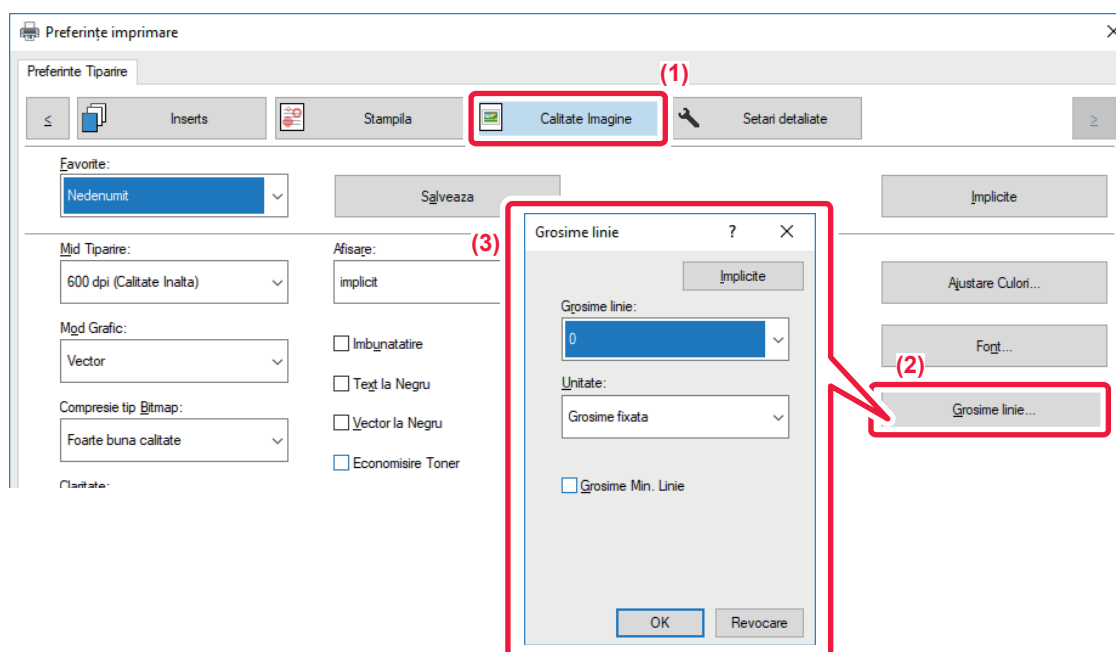 Preferințe imprimare
Preferinte Tiparire
(1)
< Inserts Stampila Calitate Imagine Setari detaliate >
Favorite:
Nedenumit Salveaza Implicite
Mid Tiparire: Afisare:
600 dpi (Calitate Inalta) implicit Ajustare Culori...
Mod Grafic:
Vector Imbunatatire Font...
Text la Negru
Compresie tip Bitmap:
Foarte buna calitate Vector la Negru
Economisire Toner
Claritate:
(2)
Grosime linie...
(3)
Grosime linie ?
Implicite
Grosime linie:
0
Unitate:
Grosime fixata
Grosime Min. Linie
OK Revocare